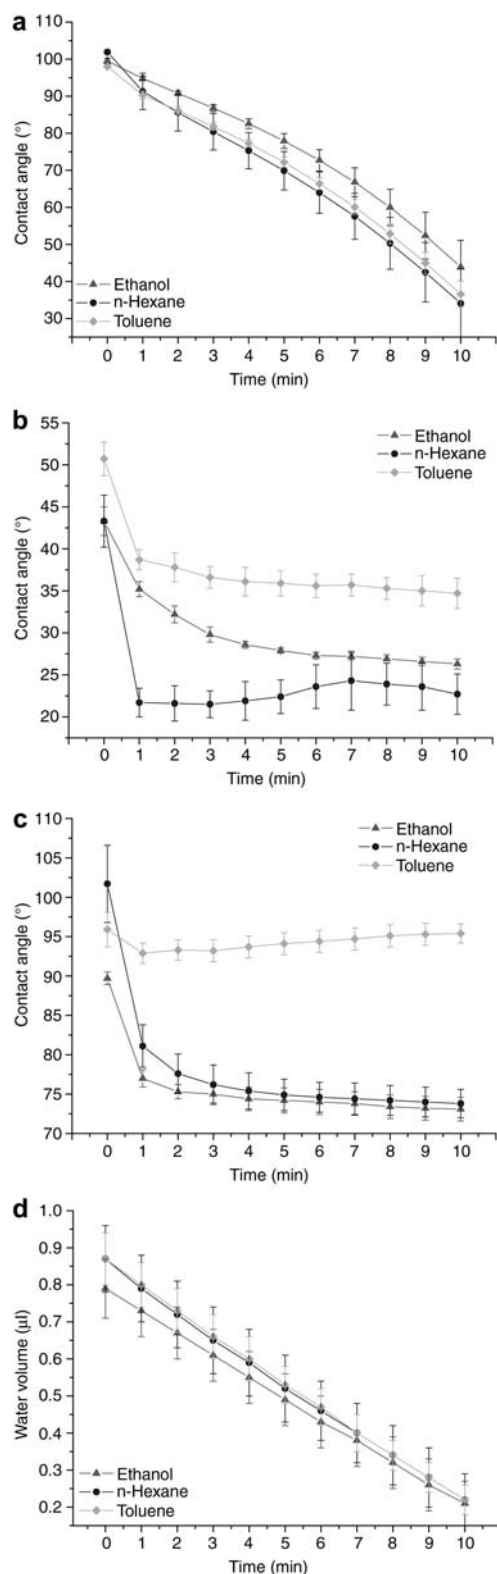 a
110
100
90
80
70
60
50
40
30
Contact angle (°)
Ethanol
n-Hexane
Toluene
0 1 2 3 4 5 6 7 8 9 10
Time (min)
b
55
50
45
40
35
30
25
20
Contact angle (°)
Ethanol
n-Hexane
Toluene
0 1 2 3 4 5 6 7 8 9 10
Time (min)
c
110
105
100
95
90
85
80
75
70
Contact angle (°)
Ethanol
n-Hexane
Toluene
0 1 2 3 4 5 6 7 8 9 10
Time (min)
d
1.0
0.9
0.8
0.7
0.6
0.5
0.4
0.3
0.2
Water volume (µl)
Ethanol
n-Hexane
Toluene
0 1 2 3 4 5 6 7 8 9 10
Time (min)